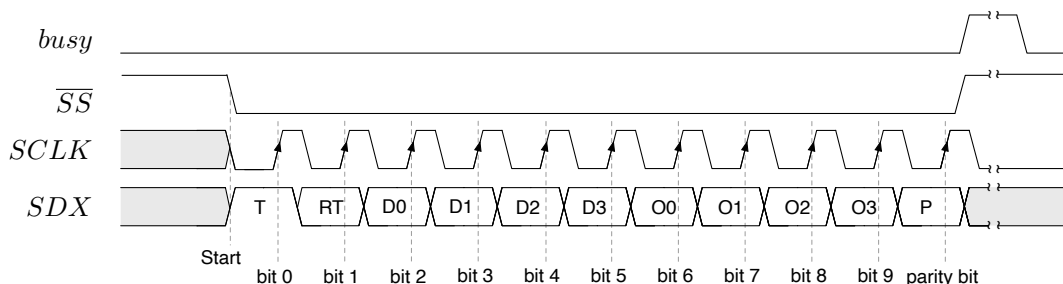 busy
SS
SCLK
SDX
T RT D0 D1 D2 D3 O0 O1 O2 O3 P
Start
bit 0 bit 1 bit 2 bit 3 bit 4 bit 5 bit 6 bit 7 bit 8 bit 9 parity bit